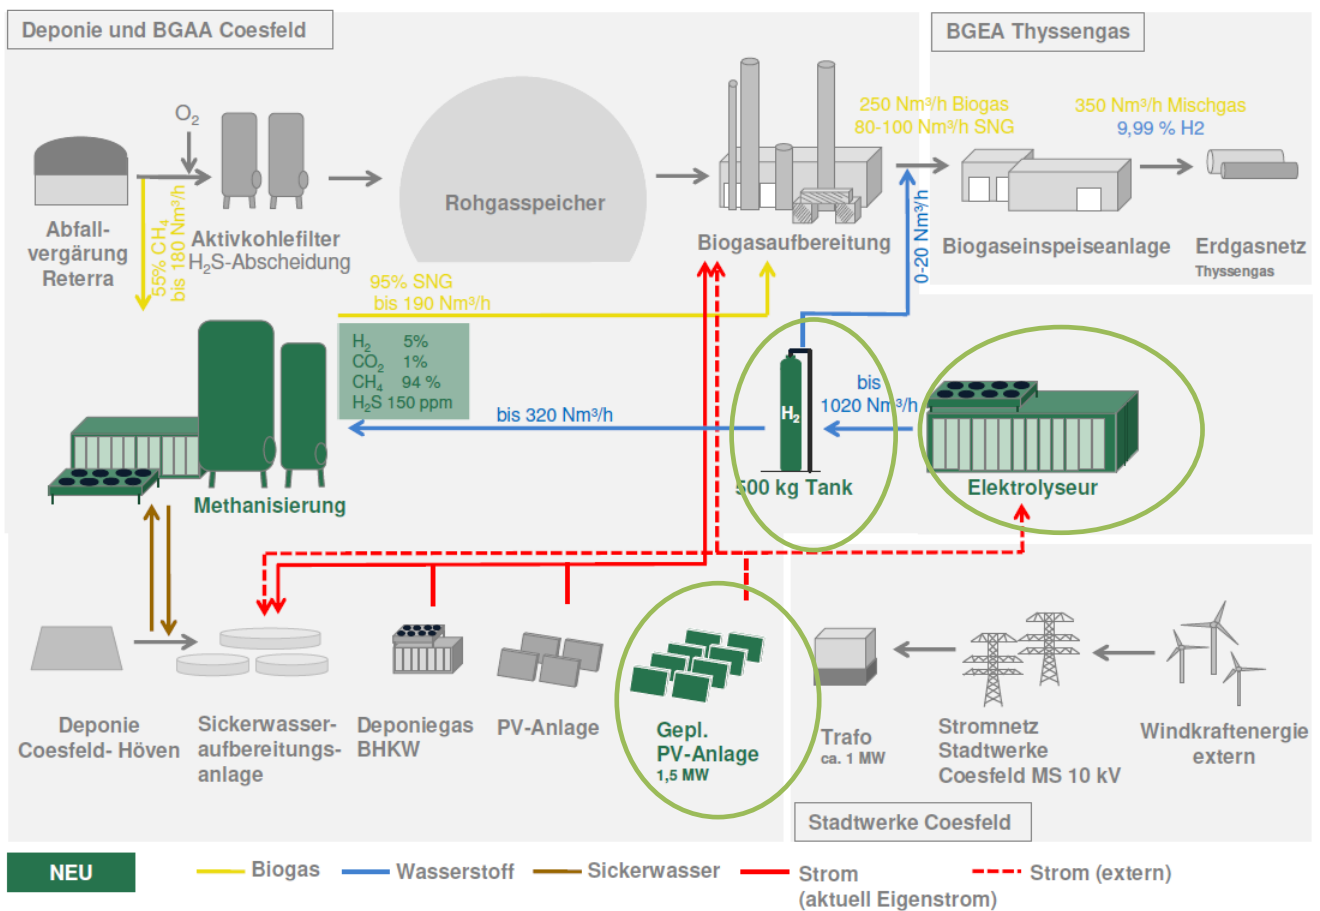 Deponie und BGAA Coesfeld
BGEA Thyssengas
O₂
250 Nm³/h Biogas
80-100 Nm³/h SNG
350 Nm³/h Mischgas
9,99 % H2
Abfall-
vergärung
Reterra
55% CH₄
bis 180 Nm³/h
Aktivkohlefilter
H₂S-Abscheidung
Rohgasspeicher
Biogasaufbereitung
0-20 Nm³/h
Biogaseinspeiseanlage
Erdgasnetz
Thyssengas
95% SNG
bis 190 Nm³/h
H₂ 5%
CO₂ 1%
CH₄ 94 %
H₂S 150 ppm
bis 320 Nm³/h
H₂
bis
1020 Nm³/h
500 kg Tank
Elektrolyseur
Methanisierung
Deponie
Coesfeld- Höven
Sickerwasser-
aufbereitungs-
anlage
Deponiegas
BHKW
PV-Anlage
Gepl.
PV-Anlage
1,5 MW
Trafo
ca. 1 MW
Stromnetz
Stadtwerke
Coesfeld MS 10 kV
Windkraftenergie
extern
Stadtwerke Coesfeld
NEU
Biogas
Wasserstoff
Sickerwasser
Strom
(aktuell Eigenstrom)
Strom (extern)